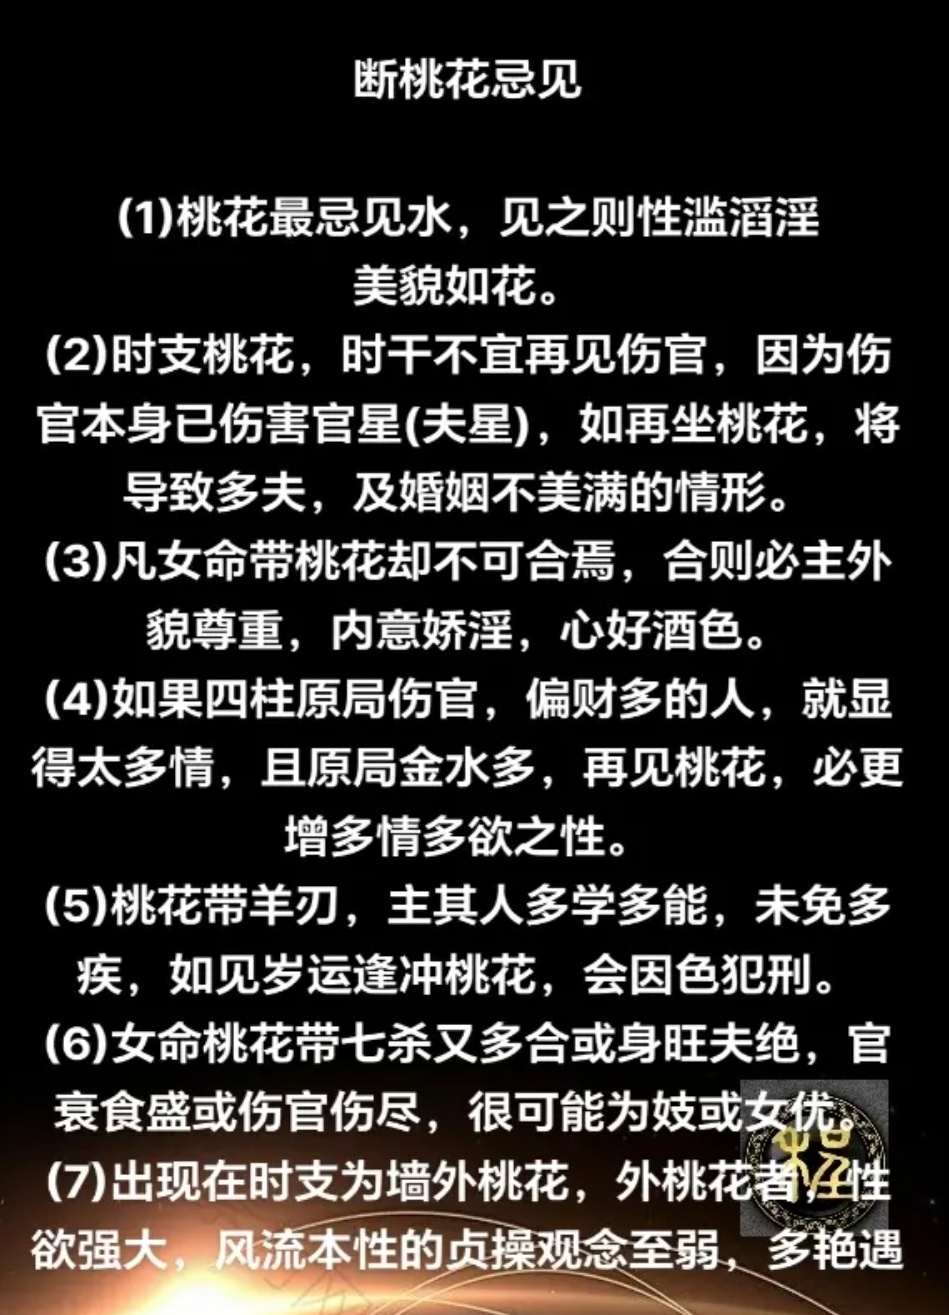 断桃花忌见
(1)桃花最忌见水，见之则性滥滔淫
美貌如花。
(2)时支桃花，时干不宜再见伤官，因为伤
官本身已伤害官星(夫星)，如再坐桃花，将
导致多夫，及婚姻不美满的情形。
(3)凡女命带桃花却不可合焉，合则必主外
貌尊重，内意娇淫，心好酒色。
(4)如果四柱原局伤官，偏财多的人，就显
得太多情，且原局金水多，再见桃花，必更
增多情多欲之性。
(5)桃花带羊刃，主其人多学多能，未免多
疾，如见岁运逢冲桃花，会因色犯刑。
(6)女命桃花带七杀又多合或身旺夫绝，官
衰食盛或伤官伤尽，很可能为妓或女优。
(7)出现在时支为墙外桃花，外桃花者，性
欲强大，风流本性的贞操观念至弱，多艳遇